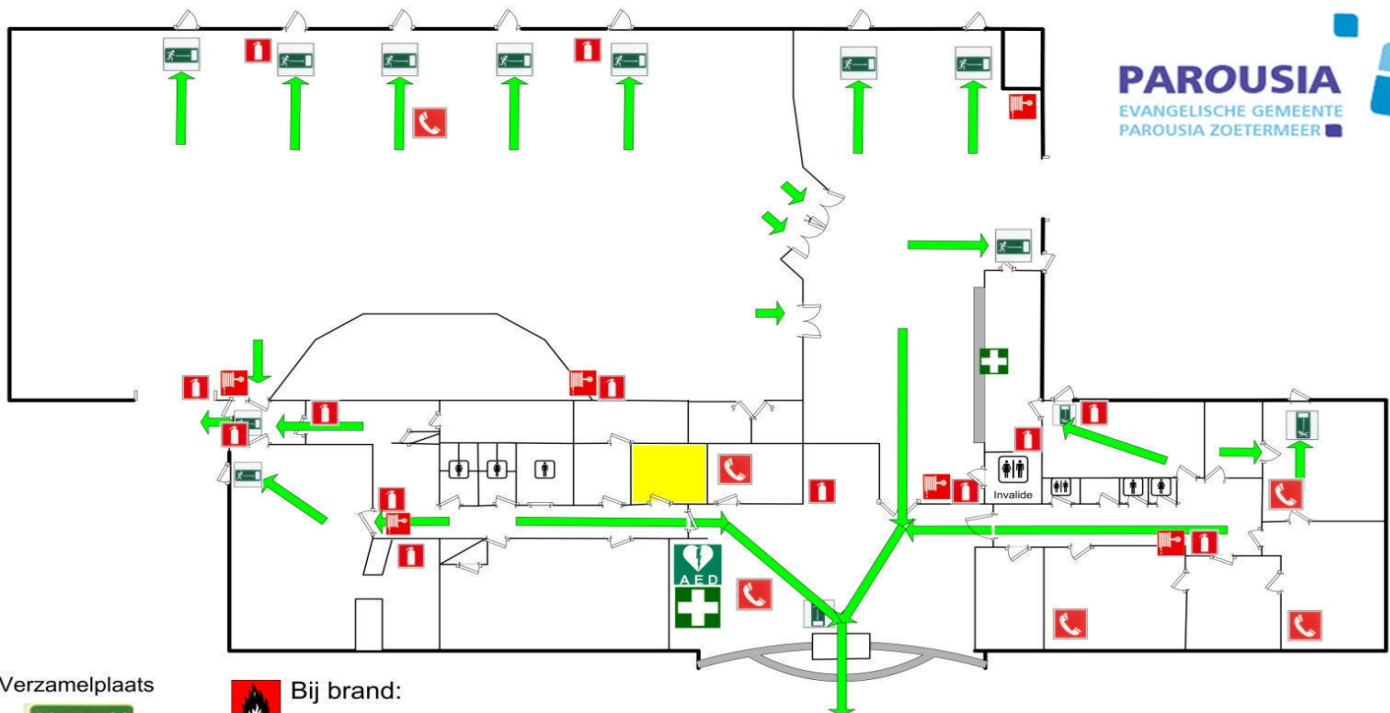 PAROUSIA
EVANGELISCHE GEMEENTE
PAROUSIA ZOETERMEER
Invalide
AED
Verzamelplaats
Bij brand: